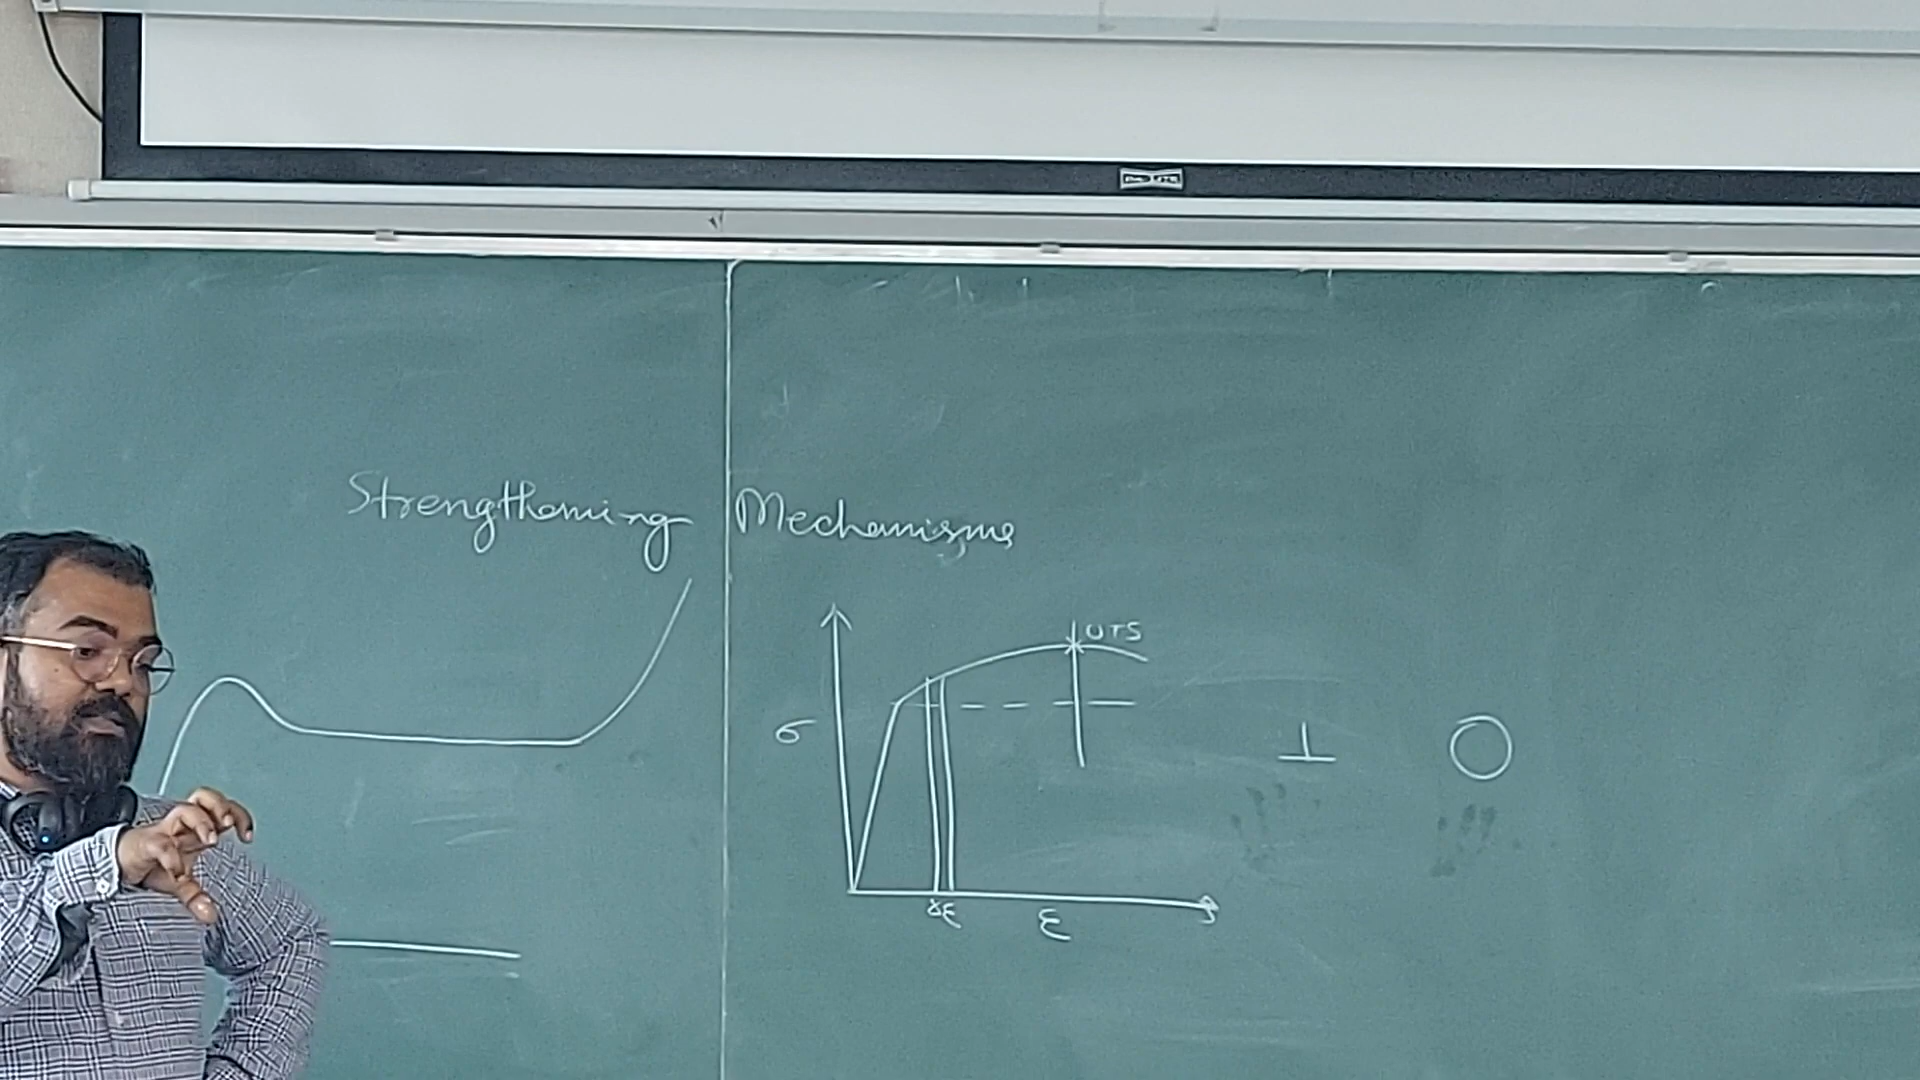 Strengthening Mechanisms
UTS
σ
⊥
δε
ε